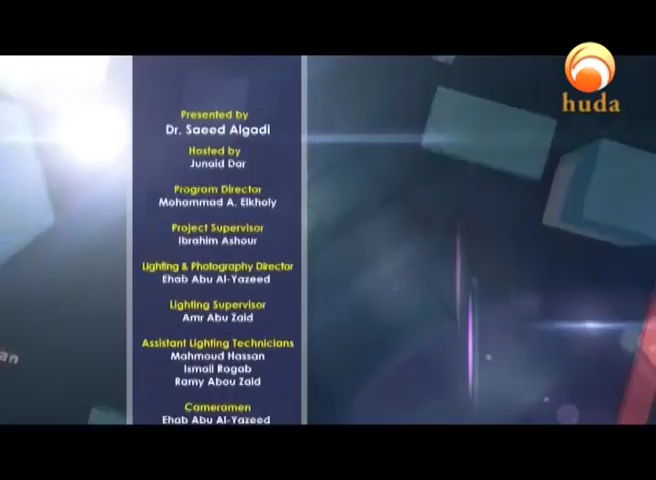 huda
Presented by
Dr. Saeed Algadi
Hosted by
Junaid Dar
Program Director
Mohammad A. Elkholy
Project Supervisor
Ibrahim Ashour
Lighting & Photography Director
Ehab Abu Al-Yazeed
Lighting Supervisor
Amr Abu Zaid
Assistant Lighting Technicians
Mahmoud Hassan
Ismail Ragab
Ramy Abou Zaid
Cameramen
Ehab Abu Al-Yazeed